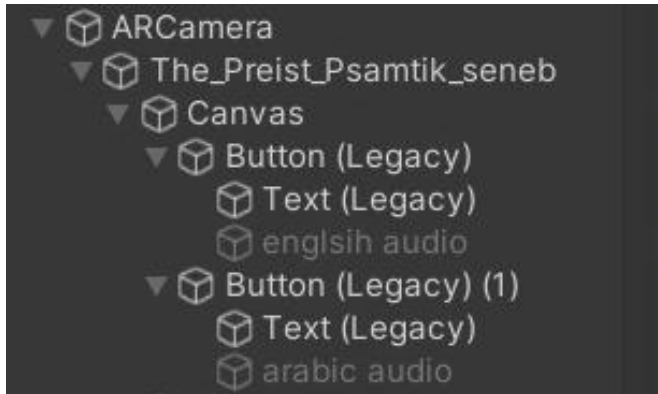 ARCamera
The_Preist_Psamtik_seneb
Canvas
Button (Legacy)
Text (Legacy)
englsih audio
Button (Legacy) (1)
Text (Legacy)
arabic audio